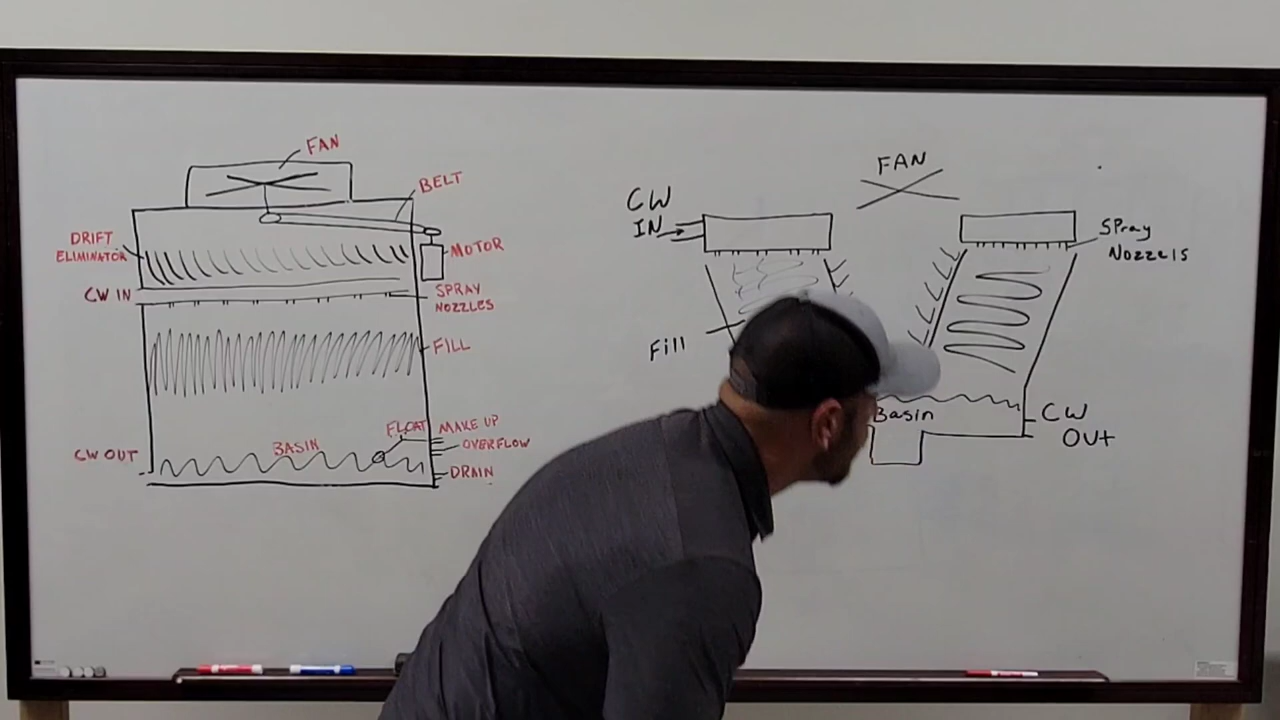 FAN
BELT
DRIFT
ELIMINATOR
MOTOR
CW IN
SPRAY
NOZZLES
FILL
FLOAT
MAKE UP
OVERFLOW
BASIN
CW OUT
DRAIN
FAN
CW
IN
SPray
Nozzels
Fill
Basin
CW
OUt